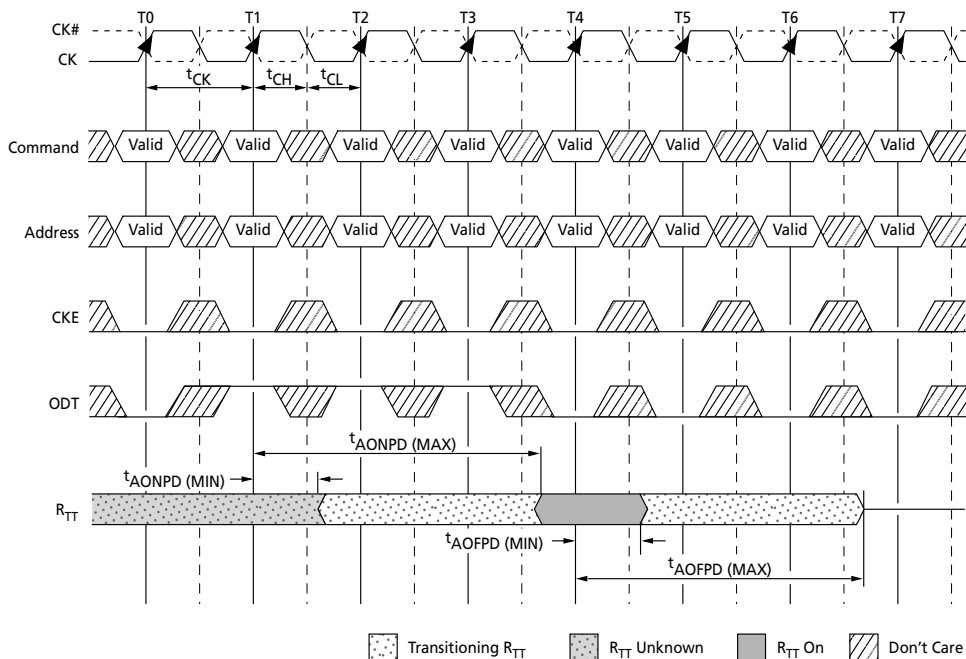 T0 T1 T2 T3 T4 T5 T6 T7
CK#
CK
tCK tCH tCL
Command Valid Valid Valid Valid Valid Valid Valid Valid
Address Valid Valid Valid Valid Valid Valid Valid Valid
CKE
ODT
tAONPD (MAX)
tAONPD (MIN)
RTT
tAOFPD (MIN)
tAOFPD (MAX)
Transitioning RTT RTT Unknown RTT On Don't Care